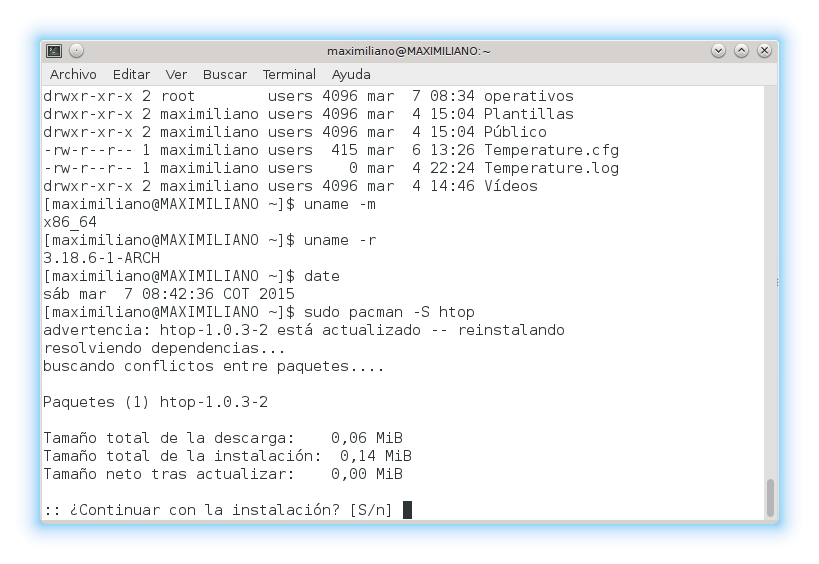 maximiliano@MAXIMILIANO:~
Archivo Editar Ver Buscar Terminal Ayuda
drwxr-xr-x 2 root        users 4096 mar  7 08:34 operativos
drwxr-xr-x 2 maximiliano users 4096 mar  4 15:04 Plantillas
drwxr-xr-x 2 maximiliano users 4096 mar  4 15:04 Público
-rw-r--r-- 1 maximiliano users  415 mar  6 13:26 Temperature.cfg
-rw-r--r-- 1 maximiliano users    0 mar  4 22:24 Temperature.log
drwxr-xr-x 2 maximiliano users 4096 mar  4 14:46 Vídeos
[maximiliano@MAXIMILIANO ~]$ uname -m
x86_64
[maximiliano@MAXIMILIANO ~]$ uname -r
3.18.6-1-ARCH
[maximiliano@MAXIMILIANO ~]$ date
sáb mar  7 08:42:36 COT 2015
[maximiliano@MAXIMILIANO ~]$ sudo pacman -S htop
advertencia: htop-1.0.3-2 está actualizado -- reinstalando
resolviendo dependencias...
buscando conflictos entre paquetes....
Paquetes (1) htop-1.0.3-2
Tamaño total de la descarga:    0,06 MiB
Tamaño total de la instalación:  0,14 MiB
Tamaño neto tras actualizar:    0,00 MiB
:: ¿Continuar con la instalación? [S/n]